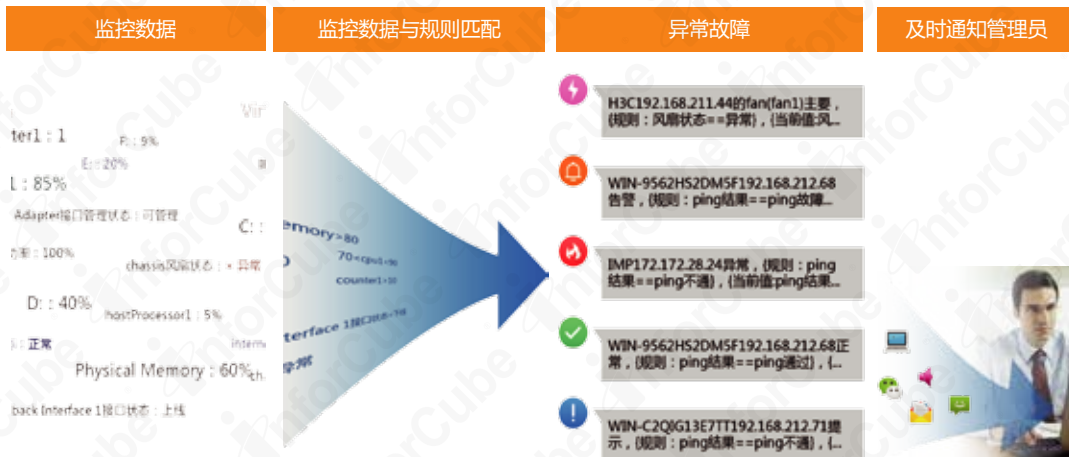 监控数据
监控数据与规则匹配
异常故障
及时通知管理员
ter1：1
F:：9%
E:：20%
85%
Adapter接口管理状态：可管理
C:：
100%
chassis风扇状态：× 异常
D:：40%
hostProcessor1：5%
正常
Physical Memory：60%
back Interface 1接口状态：上线
emory>80
70<cpu1<90
counter1>10
terface 1接口状态=下线
异常
H3C192.168.211.44的fan(fan1)主要，
{规则：风扇状态==异常}，{当前值:风...
WIN-9562HS2DM5F192.168.212.68
告警，{规则：ping结果==ping故障...
IMP172.172.28.24异常，{规则：ping
结果==ping不通}，{当前值:ping结果...
WIN-9562HS2DM5F192.168.212.68正
常，{规则：ping结果==ping通过}，{...
WIN-C2QIG13E7TT192.168.212.71提
示，{规则：ping结果==ping不通}，{...
InforCube